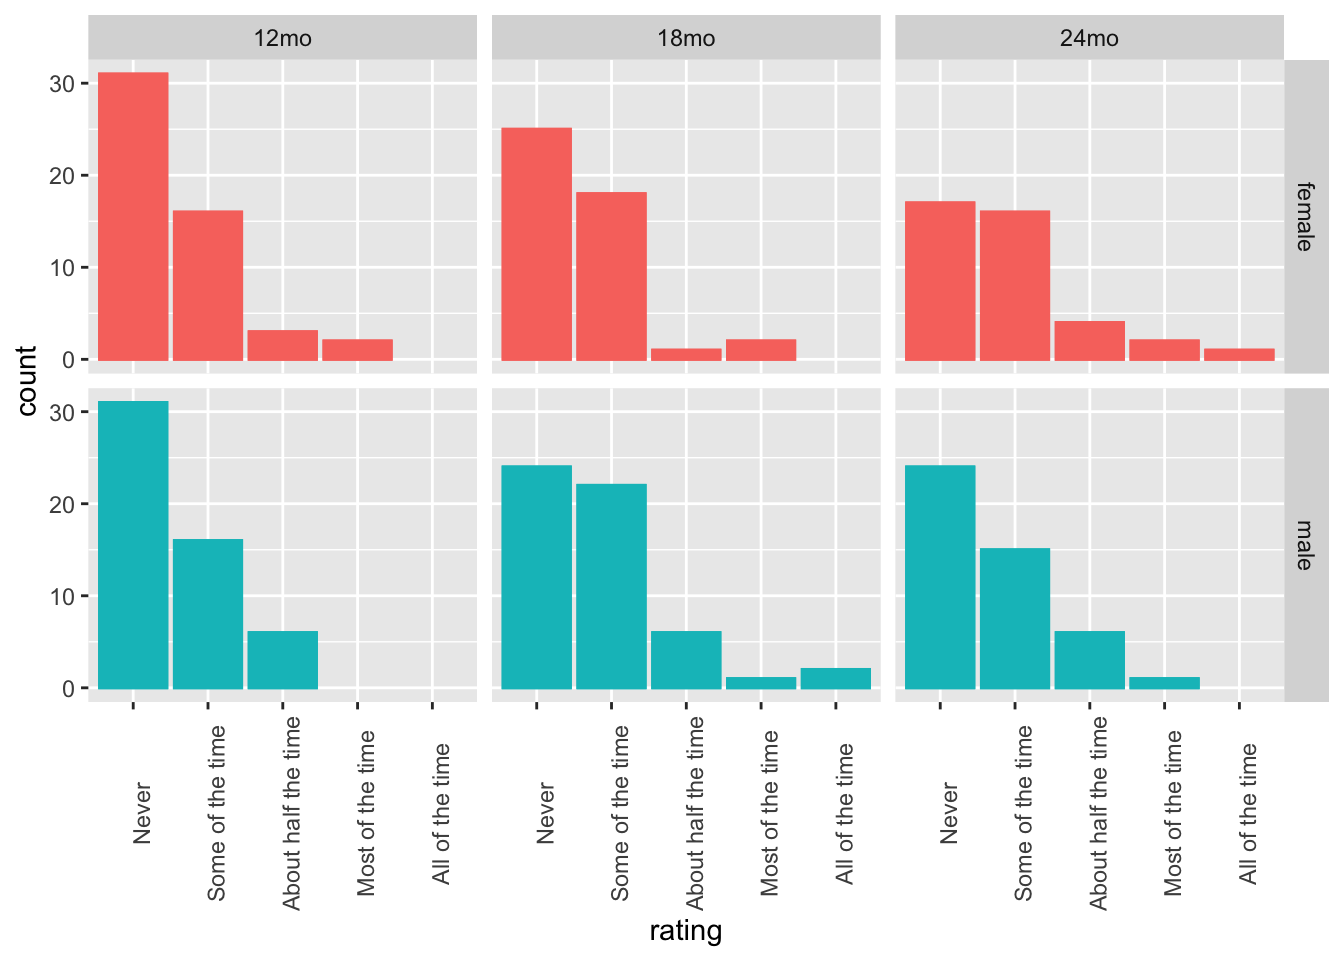 12mo
18mo
24mo
30
20
10
0
female
count
30
20
10
0
male
Never
Some of the time
About half the time
Most of the time
All of the time
Never
Some of the time
About half the time
Most of the time
All of the time
Never
Some of the time
About half the time
Most of the time
All of the time
rating